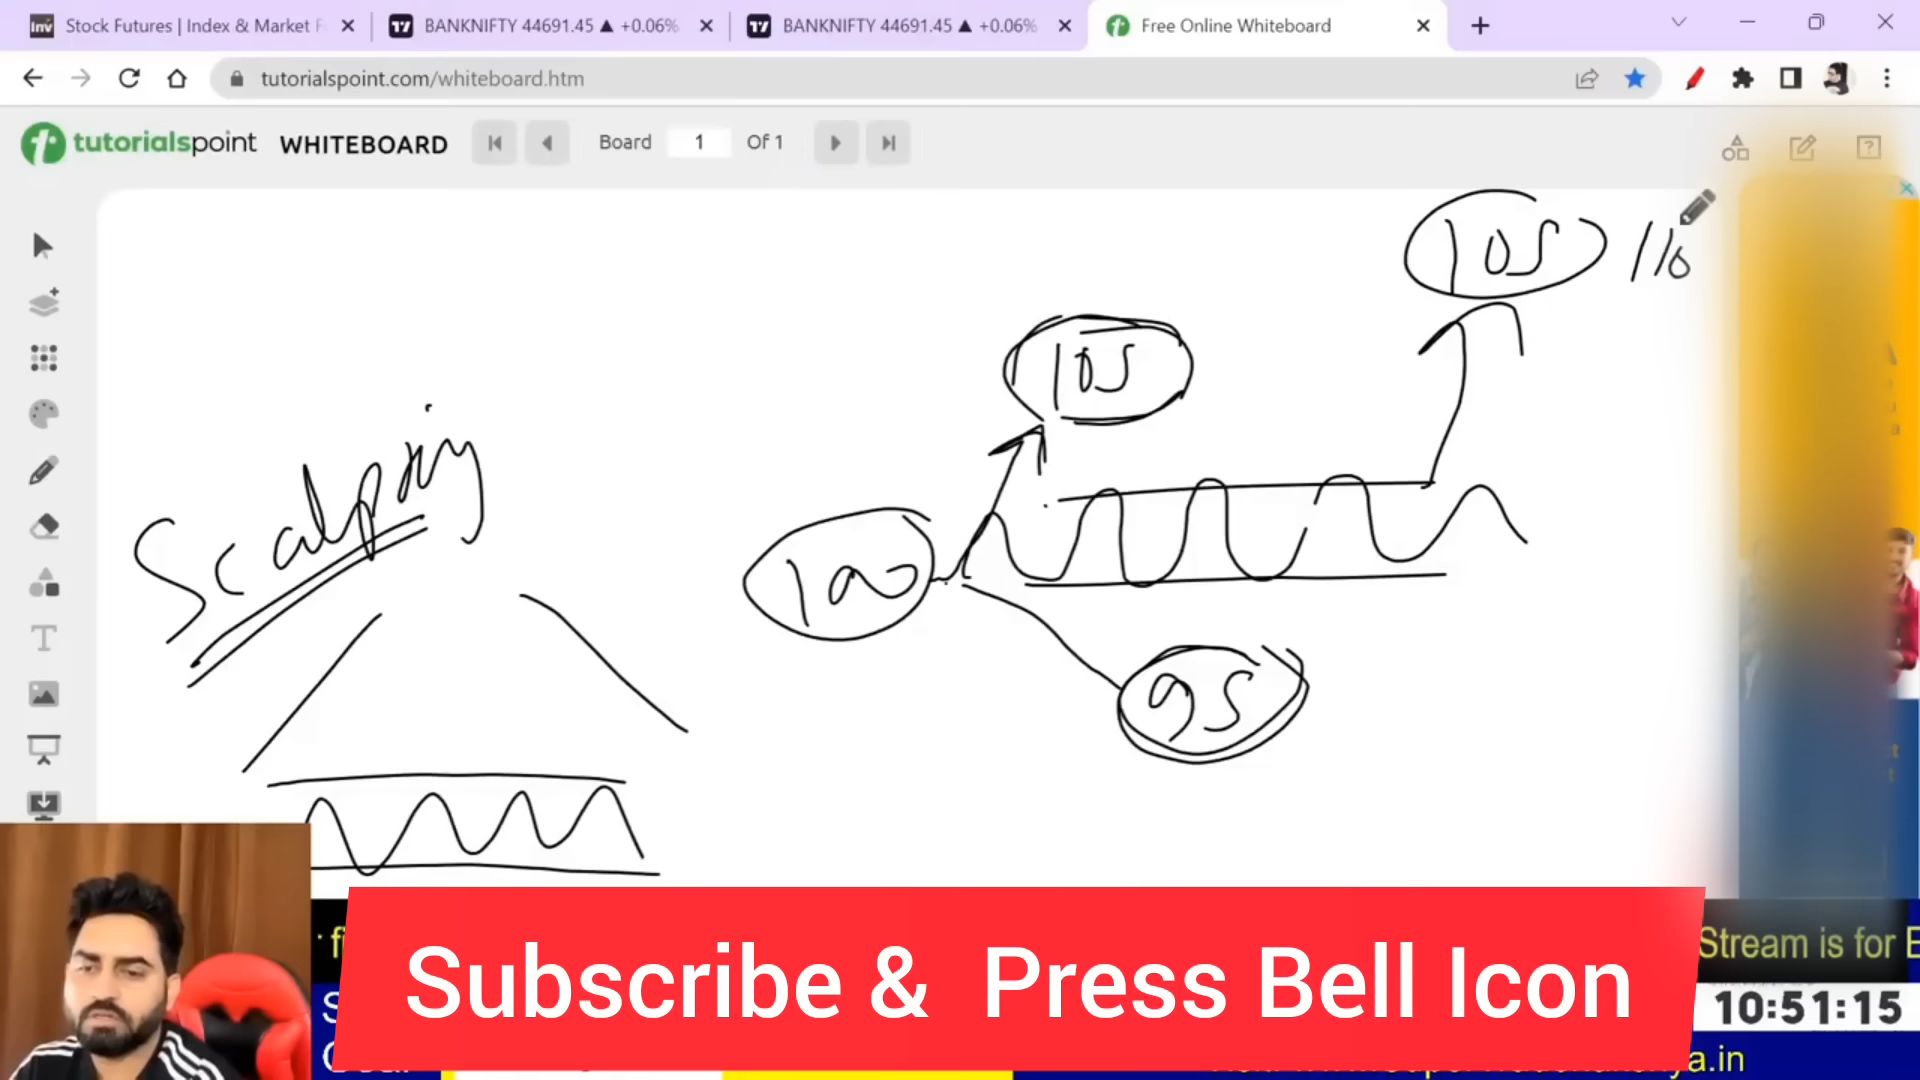 Stock Futures | Index & Market F
BANKNIFTY 44691.45 ▲ +0.06%
BANKNIFTY 44691.45 ▲ +0.06%
Free Online Whiteboard
tutorialspoint.com/whiteboard.htm
tutorialspoint WHITEBOARD Board 1 Of 1
105 110
105
Scalping
100
95
Subscribe & Press Bell Icon
Stream is for E
10:51:15
ya.in